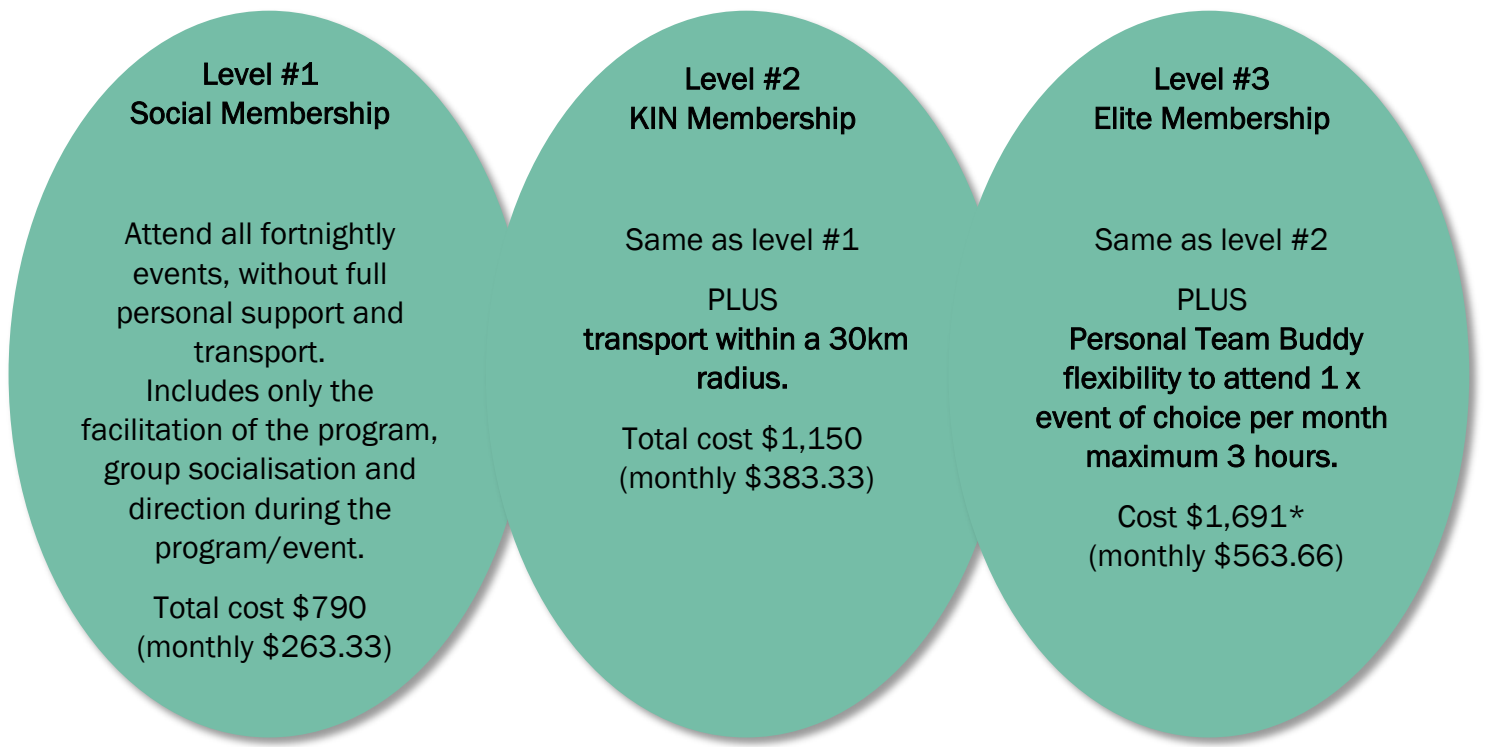 Level #1
Social Membership
Attend all fortnightly
events, without full
personal support and
transport.
Includes only the
facilitation of the program,
group socialisation and
direction during the
program/event.
Total cost $790
(monthly $263.33)
Level #2
KIN Membership
Same as level #1
PLUS
transport within a 30km
radius.
Total cost $1,150
(monthly $383.33)
Level #3
Elite Membership
Same as level #2
PLUS
Personal Team Buddy
flexibility to attend 1 x
event of choice per month
maximum 3 hours.
Cost $1,691*
(monthly $563.66)